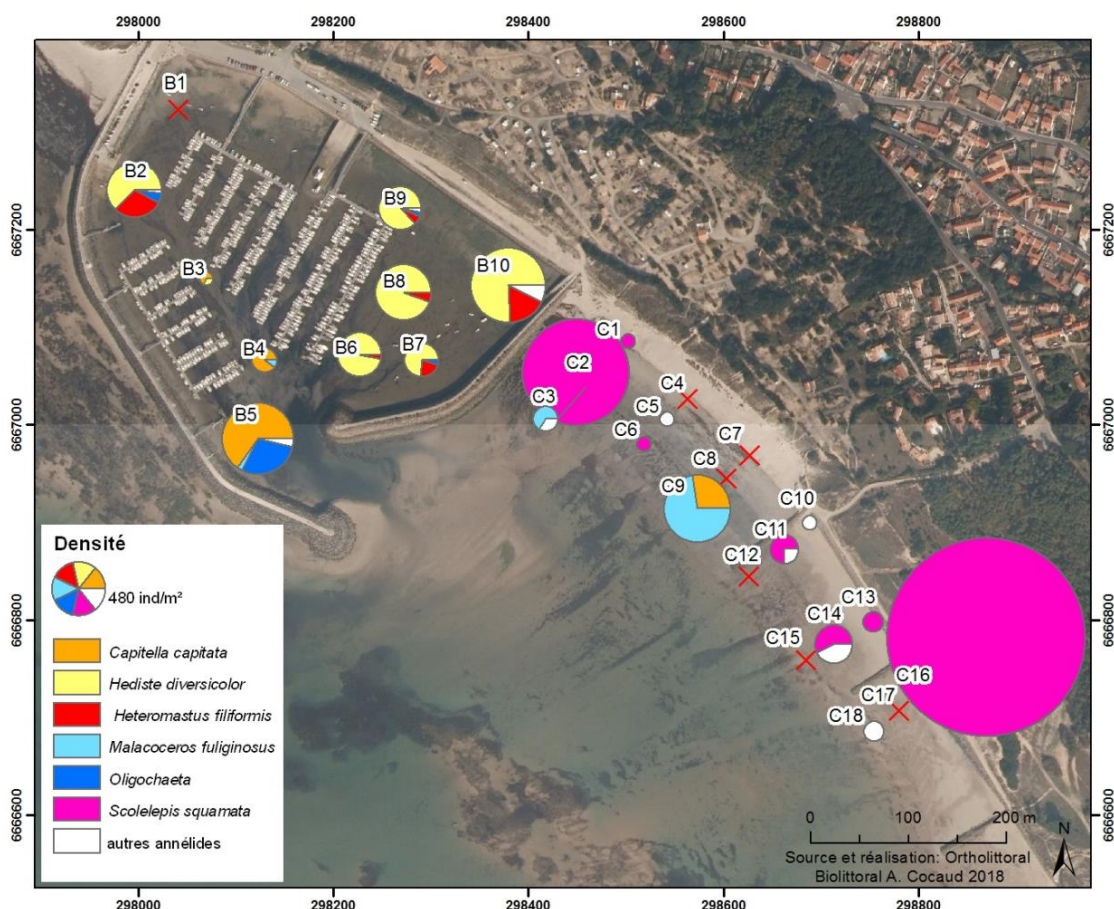 298000 298200 298400 298600 298800
B1
B2
B9
6667200
6667200
B3
B8
B10
B4
B6
B7
C1
C2
C4
C3
C5
B5
6667000
6667000
C6
C7
C8
C9
C10
C11
C12
Densité
480 ind/m²
C13
C14
6666800
6666800
C15
C16
C17
C18
Capitella capitata
Hediste diversicolor
Heteromastus filiformis
Malacoceros fuliginosus
Oligochaeta
Scolelepis squamata
autres annélides
6666600
6666600
0 100 200 m
N
Source et réalisation: Ortholittoral
Biolittoral A. Cocaud 2018
298000 298200 298400 298600 298800